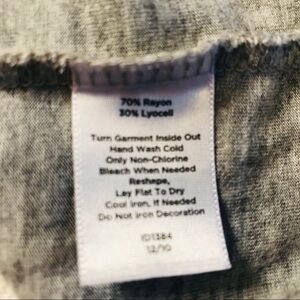 70% Rayon
30% Lyocell
Turn Garment Inside Out
Hand Wash Cold
Only Non-Chlorine
Bleach When Needed
Reshape,
Lay Flat To Dry
Cool Iron, If Needed
Do Not Iron Decoration
ID1384
12/10